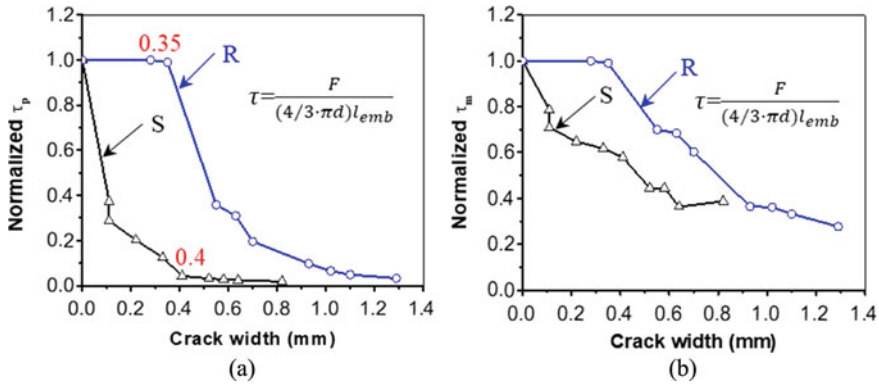 1.2
1.0
0.8
0.6
0.4
0.2
0.0
Normalized τp
0.35
R
S
0.4
τ=F/((4/3·πd)lemb)
0.0 0.2 0.4 0.6 0.8 1.0 1.2 1.4
Crack width (mm)
(a)
1.2
1.0
0.8
0.6
0.4
0.2
0.0
Normalized τm
R
S
τ=F/((4/3·πd)lemb)
0.0 0.2 0.4 0.6 0.8 1.0 1.2 1.4
Crack width (mm)
(b)